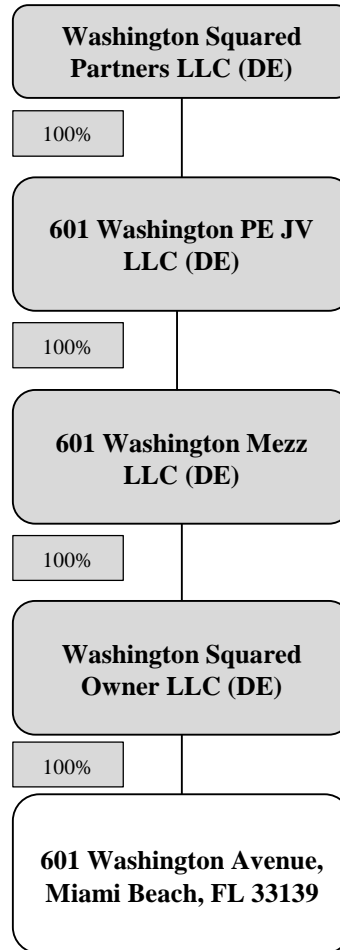 Washington Squared
Partners LLC (DE)
100%
601 Washington PE JV
LLC (DE)
100%
601 Washington Mezz
LLC (DE)
100%
Washington Squared
Owner LLC (DE)
100%
601 Washington Avenue,
Miami Beach, FL 33139